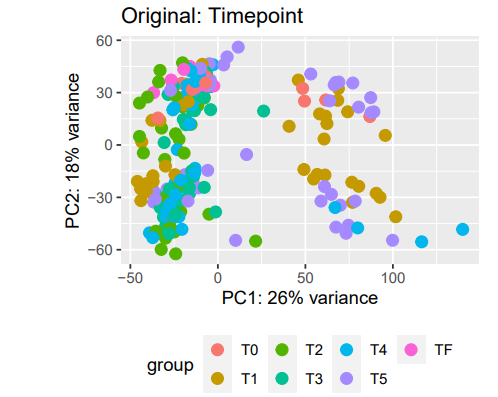 Original: Timepoint
60
30
0
−30
−60
PC2: 18% variance
−50
0
50
100
PC1: 26% variance
group
T0
T2
T4
TF
T1
T3
T5